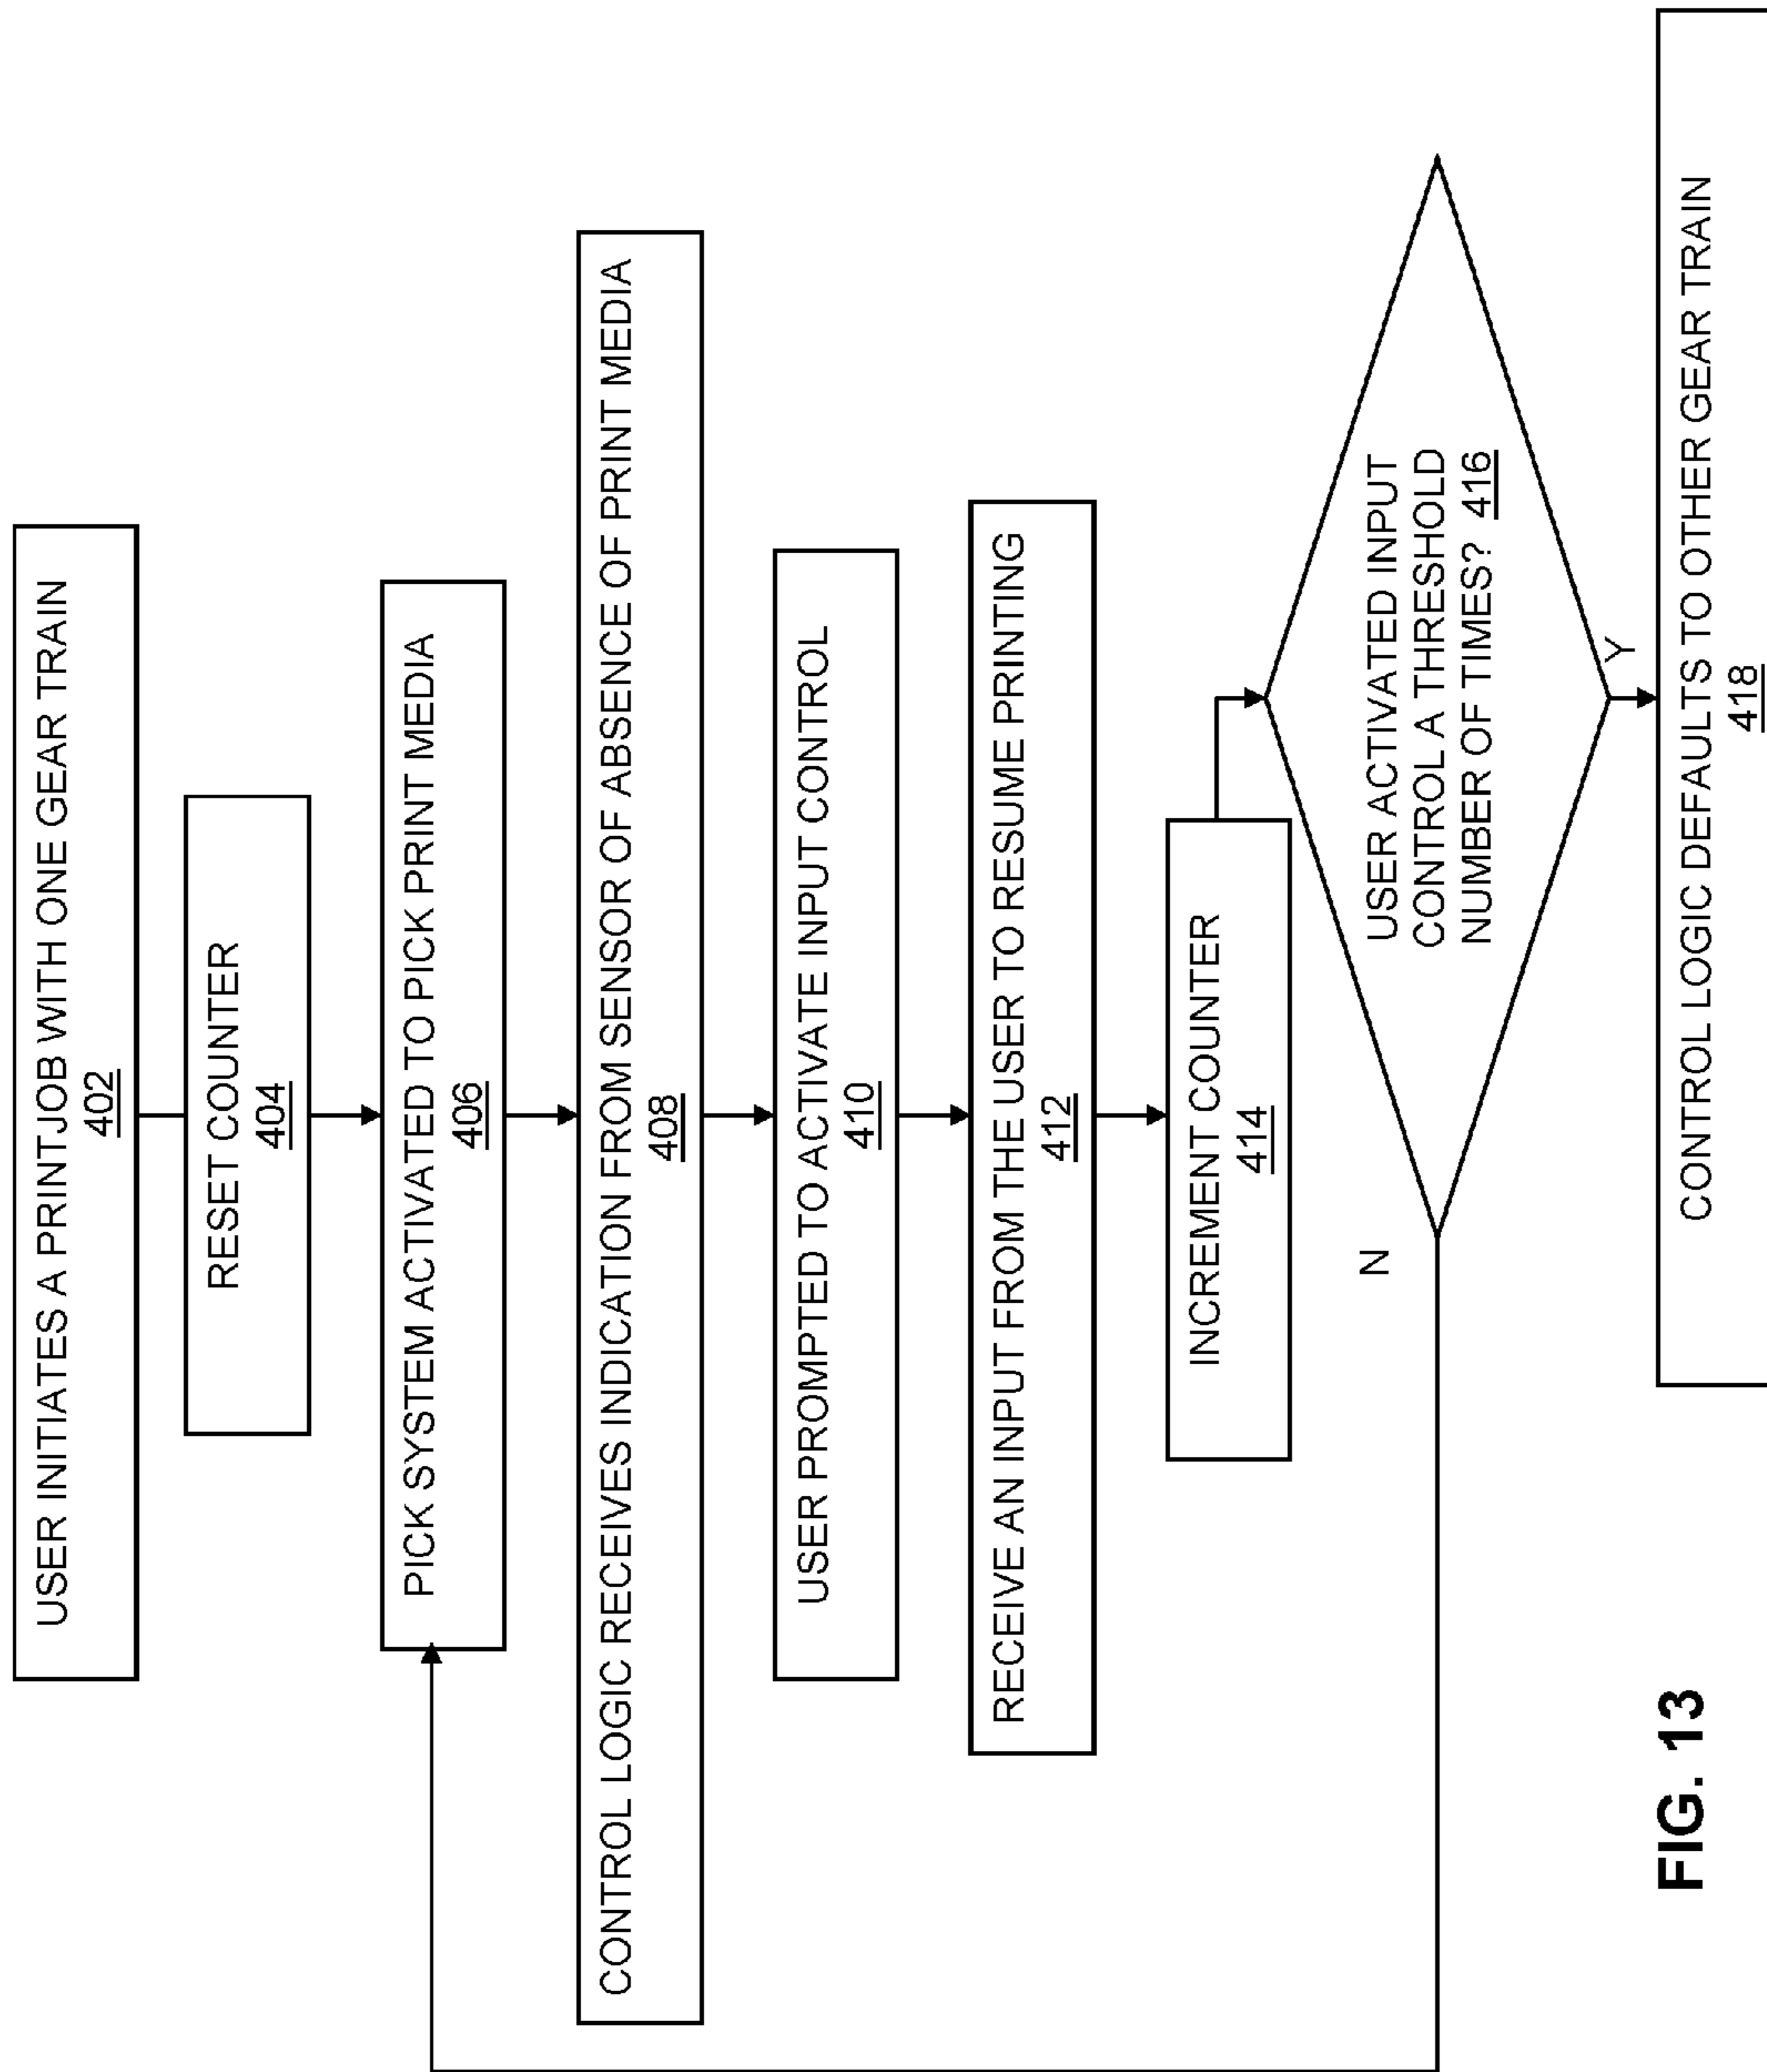 USER INITIATES A PRINTJOB WITH ONE GEAR TRAIN
402
RESET COUNTER
404
PICK SYSTEM ACTIVATED TO PICK PRINT MEDIA
406
CONTROL LOGIC RECEIVES INDICATION FROM SENSOR OF ABSENCE OF PRINT MEDIA
408
USER PROMPTED TO ACTIVATE INPUT CONTROL
410
RECEIVE AN INPUT FROM THE USER TO RESUME PRINTING
412
INCREMENT COUNTER
414
USER ACTIVATED INPUT
CONTROL A THRESHOLD
NUMBER OF TIMES? 416
N
Y
CONTROL LOGIC DEFAULTS TO OTHER GEAR TRAIN
418
FIG. 13